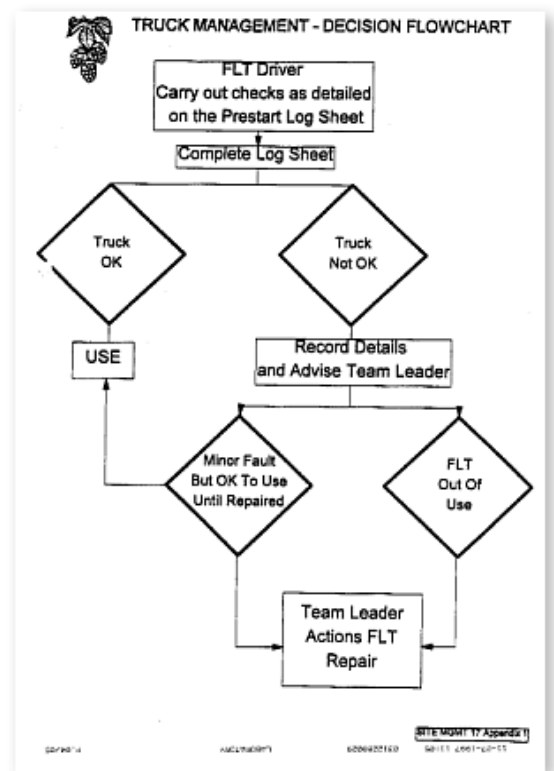 TRUCK MANAGEMENT - DECISION FLOWCHART
FLT Driver
Carry out checks as detailed
on the Prestart Log Sheet
Complete Log Sheet
Truck
OK
Truck
Not OK
USE
Record Details
and Advise Team Leader
Minor Fault
But OK To Use
Until Repaired
FLT
Out Of
Use
Team Leader
Actions FLT
Repair
SITE MGMT 17 Appendix 1
LABORATORY